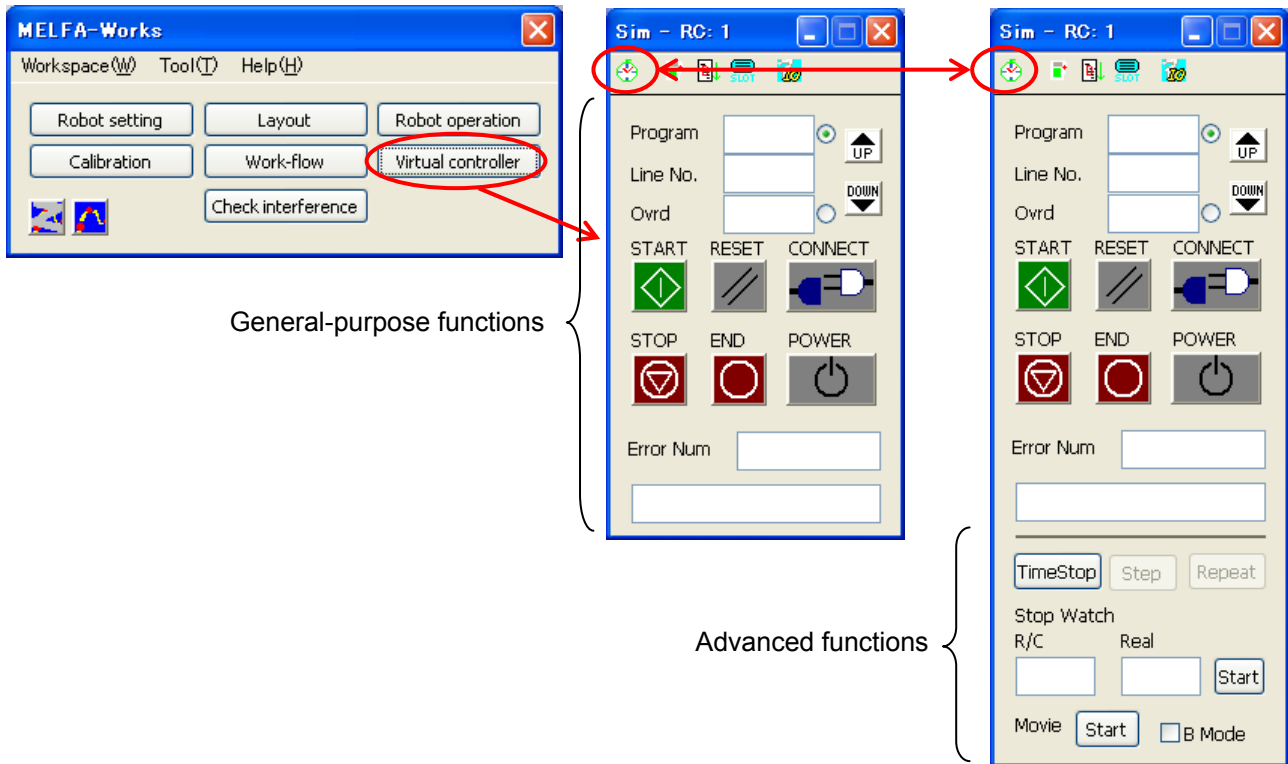 MELFA-Works
Workspace(W) Tool(T) Help(H)
Robot setting Layout Robot operation
Calibration Work-flow Virtual controller
Check interference
General-purpose functions
Sim - RC: 1
SLOT IO
Program
UP
Line No.
DOWN
Ovrd
START RESET CONNECT
STOP END POWER
Error Num
Sim - RC: 1
SLOT IO
Program
UP
Line No.
DOWN
Ovrd
START RESET CONNECT
STOP END POWER
Error Num
Advanced functions
TimeStop Step Repeat
Stop Watch
R/C Real
Start
Movie Start B Mode